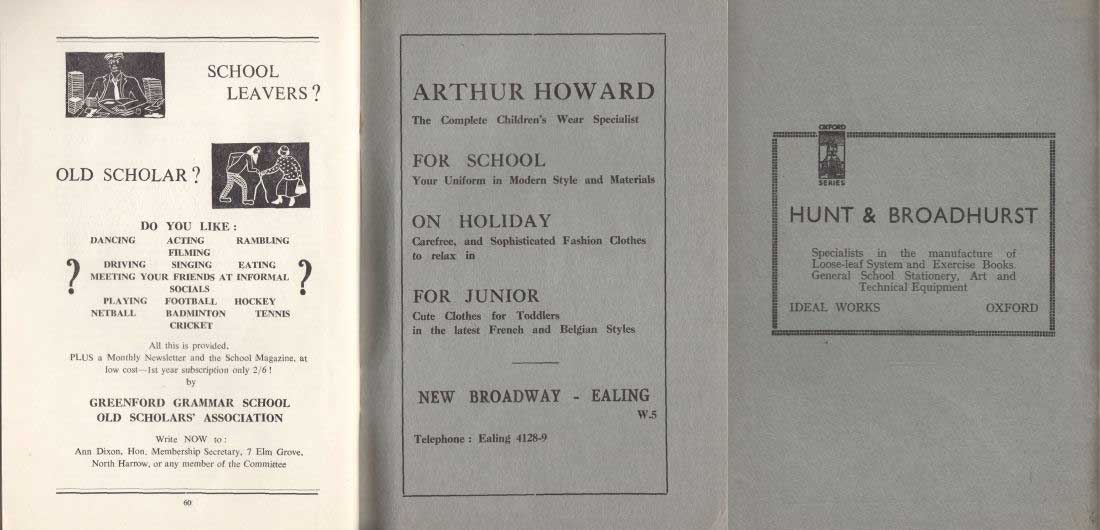 SCHOOL
LEAVERS?
OLD SCHOLAR?
DO YOU LIKE:
DANCING ACTING RAMBLING
FILMING
DRIVING SINGING EATING
? MEETING YOUR FRIENDS AT INFORMAL ?
SOCIALS
PLAYING FOOTBALL HOCKEY
NETBALL BADMINTON TENNIS
CRICKET
All this is provided,
PLUS a Monthly Newsletter and the School Magazine, at
low cost—1st year subscription only 2/6!
by
GREENFORD GRAMMAR SCHOOL
OLD SCHOLARS' ASSOCIATION
Write NOW to:
Ann Dixon, Hon. Membership Secretary, 7 Elm Grove,
North Harrow, or any member of the Committee
60
ARTHUR HOWARD
The Complete Children's Wear Specialist
FOR SCHOOL
Your Uniform in Modern Style and Materials
ON HOLIDAY
Carefree, and Sophisticated Fashion Clothes
to relax in
FOR JUNIOR
Cute Clothes for Toddlers
in the latest French and Belgian Styles
NEW BROADWAY - EALING
W.5
Telephone: Ealing 4128-9
OXFORD
SERIES
HUNT & BROADHURST
Specialists in the manufacture of
Loose-leaf System and Exercise Books.
General School Stationery, Art and
Technical Equipment
IDEAL WORKS OXFORD